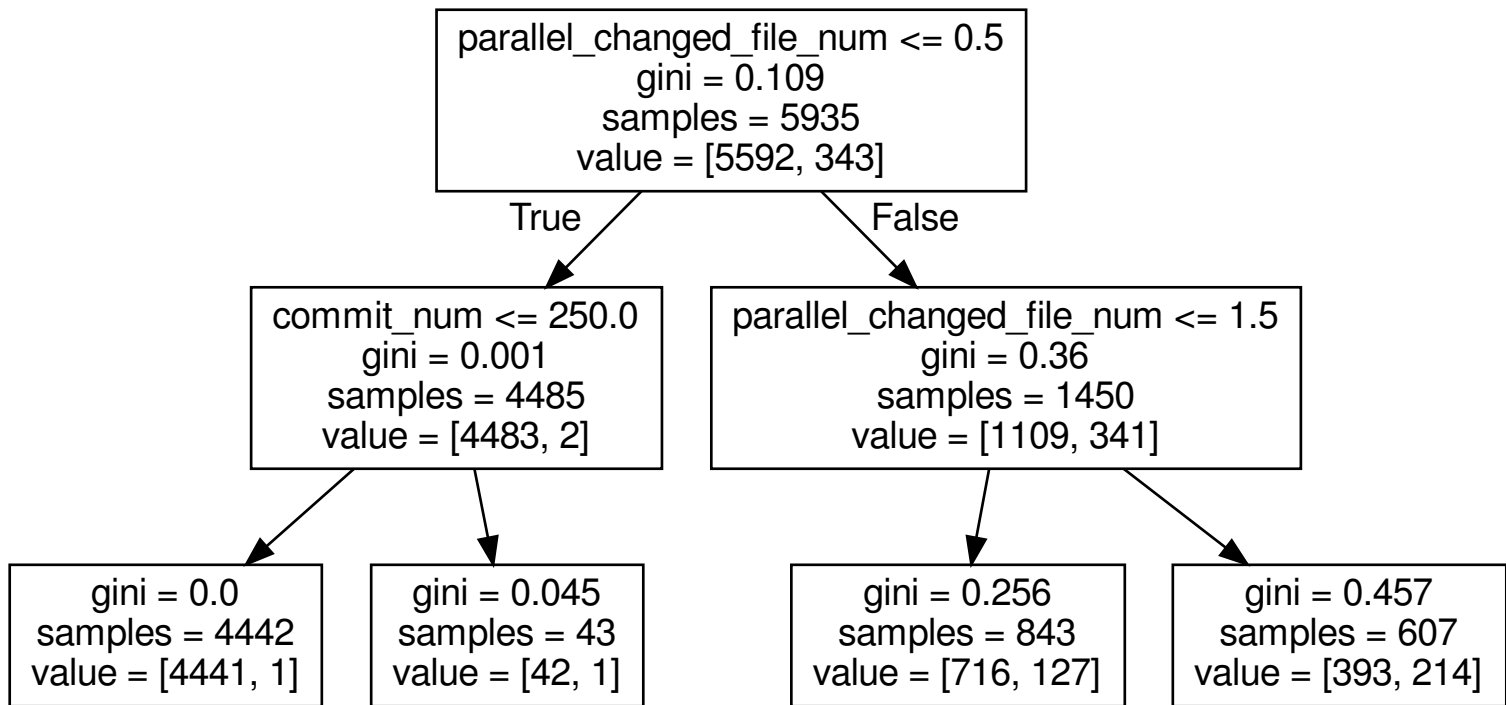 parallel_changed_file_num <= 0.5
gini = 0.109
samples = 5935
value = [5592, 343]
True
False
commit_num <= 250.0
gini = 0.001
samples = 4485
value = [4483, 2]
parallel_changed_file_num <= 1.5
gini = 0.36
samples = 1450
value = [1109, 341]
gini = 0.0
samples = 4442
value = [4441, 1]
gini = 0.045
samples = 43
value = [42, 1]
gini = 0.256
samples = 843
value = [716, 127]
gini = 0.457
samples = 607
value = [393, 214]